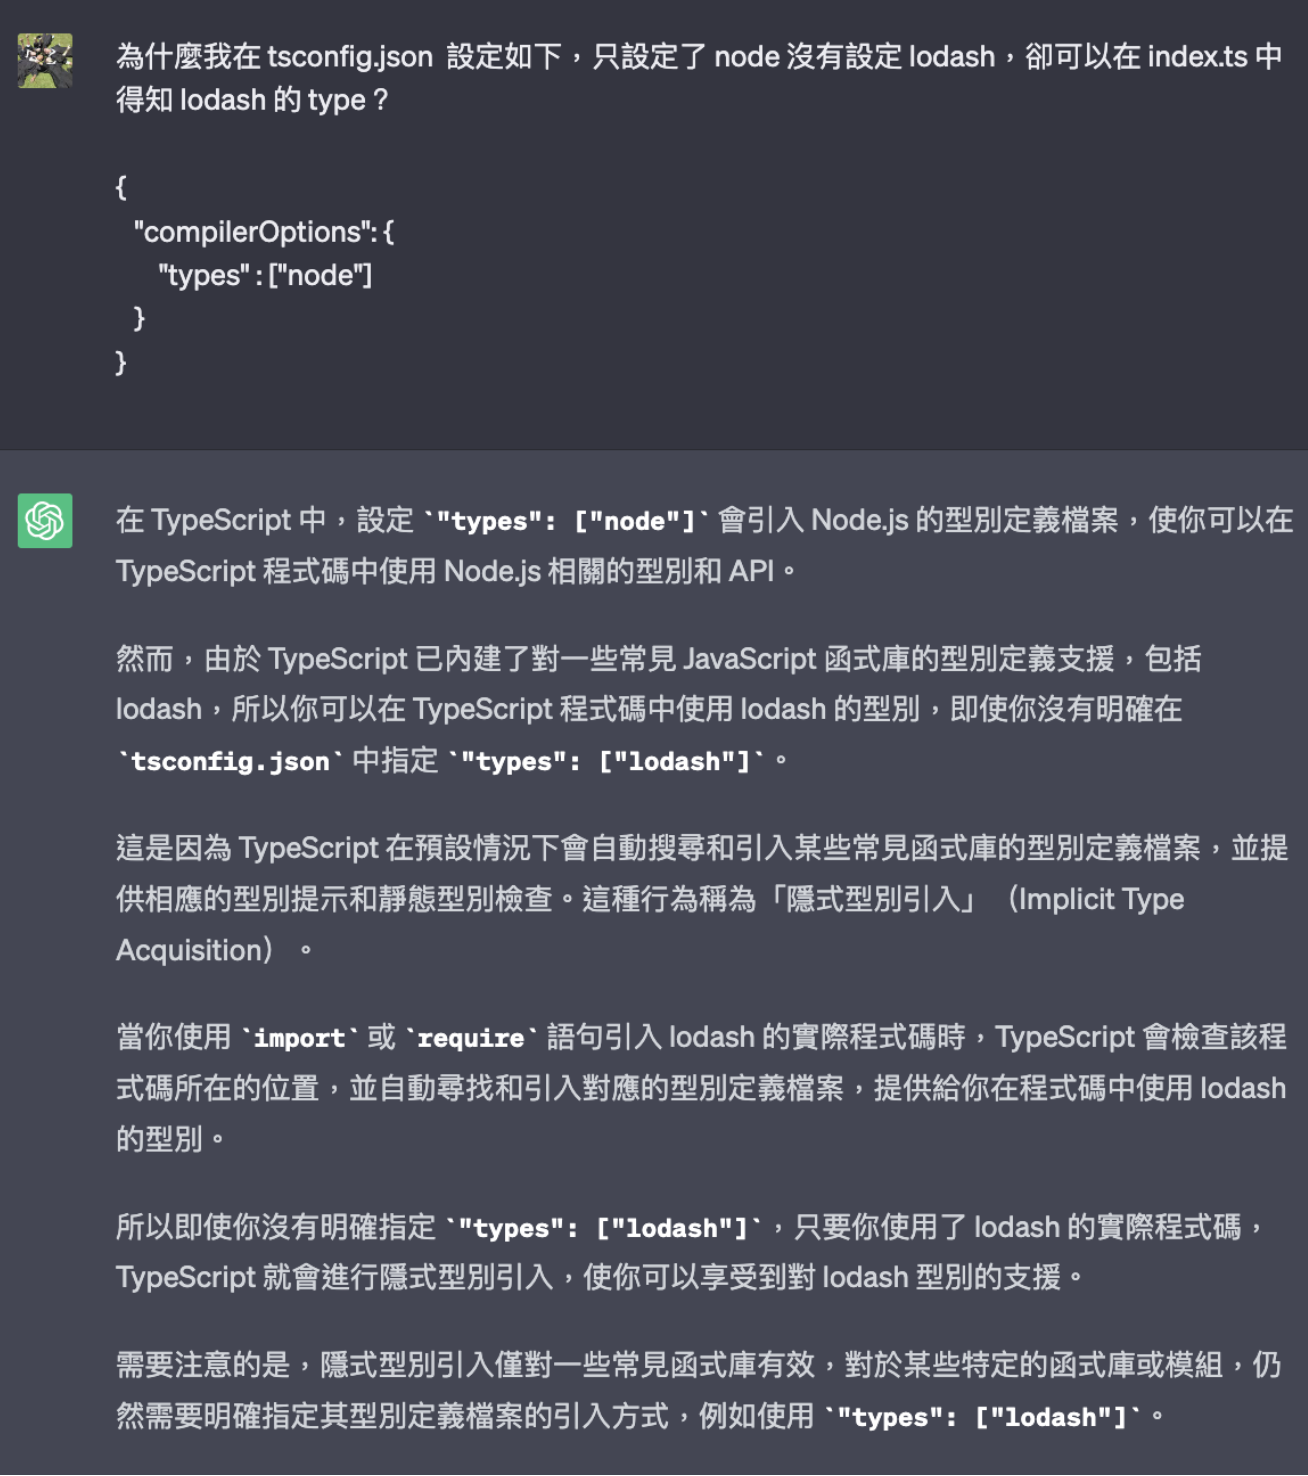 為什麼我在 tsconfig.json  設定如下，只設定了 node 沒有設定 lodash，卻可以在 index.ts 中
得知 lodash 的 type？
{
  "compilerOptions": {
    "types" : ["node"]
  }
}
在 TypeScript 中，設定 `"types": ["node"]` 會引入 Node.js 的型別定義檔案，使你可以在
TypeScript 程式碼中使用 Node.js 相關的型別和 API。
然而，由於 TypeScript 已內建了對一些常見 JavaScript 函式庫的型別定義支援，包括
lodash，所以你可以在 TypeScript 程式碼中使用 lodash 的型別，即使你沒有明確在
`tsconfig.json` 中指定 `"types": ["lodash"]`。
這是因為 TypeScript 在預設情況下會自動搜尋和引入某些常見函式庫的型別定義檔案，並提
供相應的型別提示和靜態型別檢查。這種行為稱為「隱式型別引入」（Implicit Type
Acquisition）。
當你使用 `import` 或 `require` 語句引入 lodash 的實際程式碼時，TypeScript 會檢查該程
式碼所在的位置，並自動尋找和引入對應的型別定義檔案，提供給你在程式碼中使用 lodash
的型別。
所以即使你沒有明確指定 `"types": ["lodash"]`，只要你使用了 lodash 的實際程式碼，
TypeScript 就會進行隱式型別引入，使你可以享受到對 lodash 型別的支援。
需要注意的是，隱式型別引入僅對一些常見函式庫有效，對於某些特定的函式庫或模組，仍
然需要明確指定其型別定義檔案的引入方式，例如使用 `"types": ["lodash"]`。